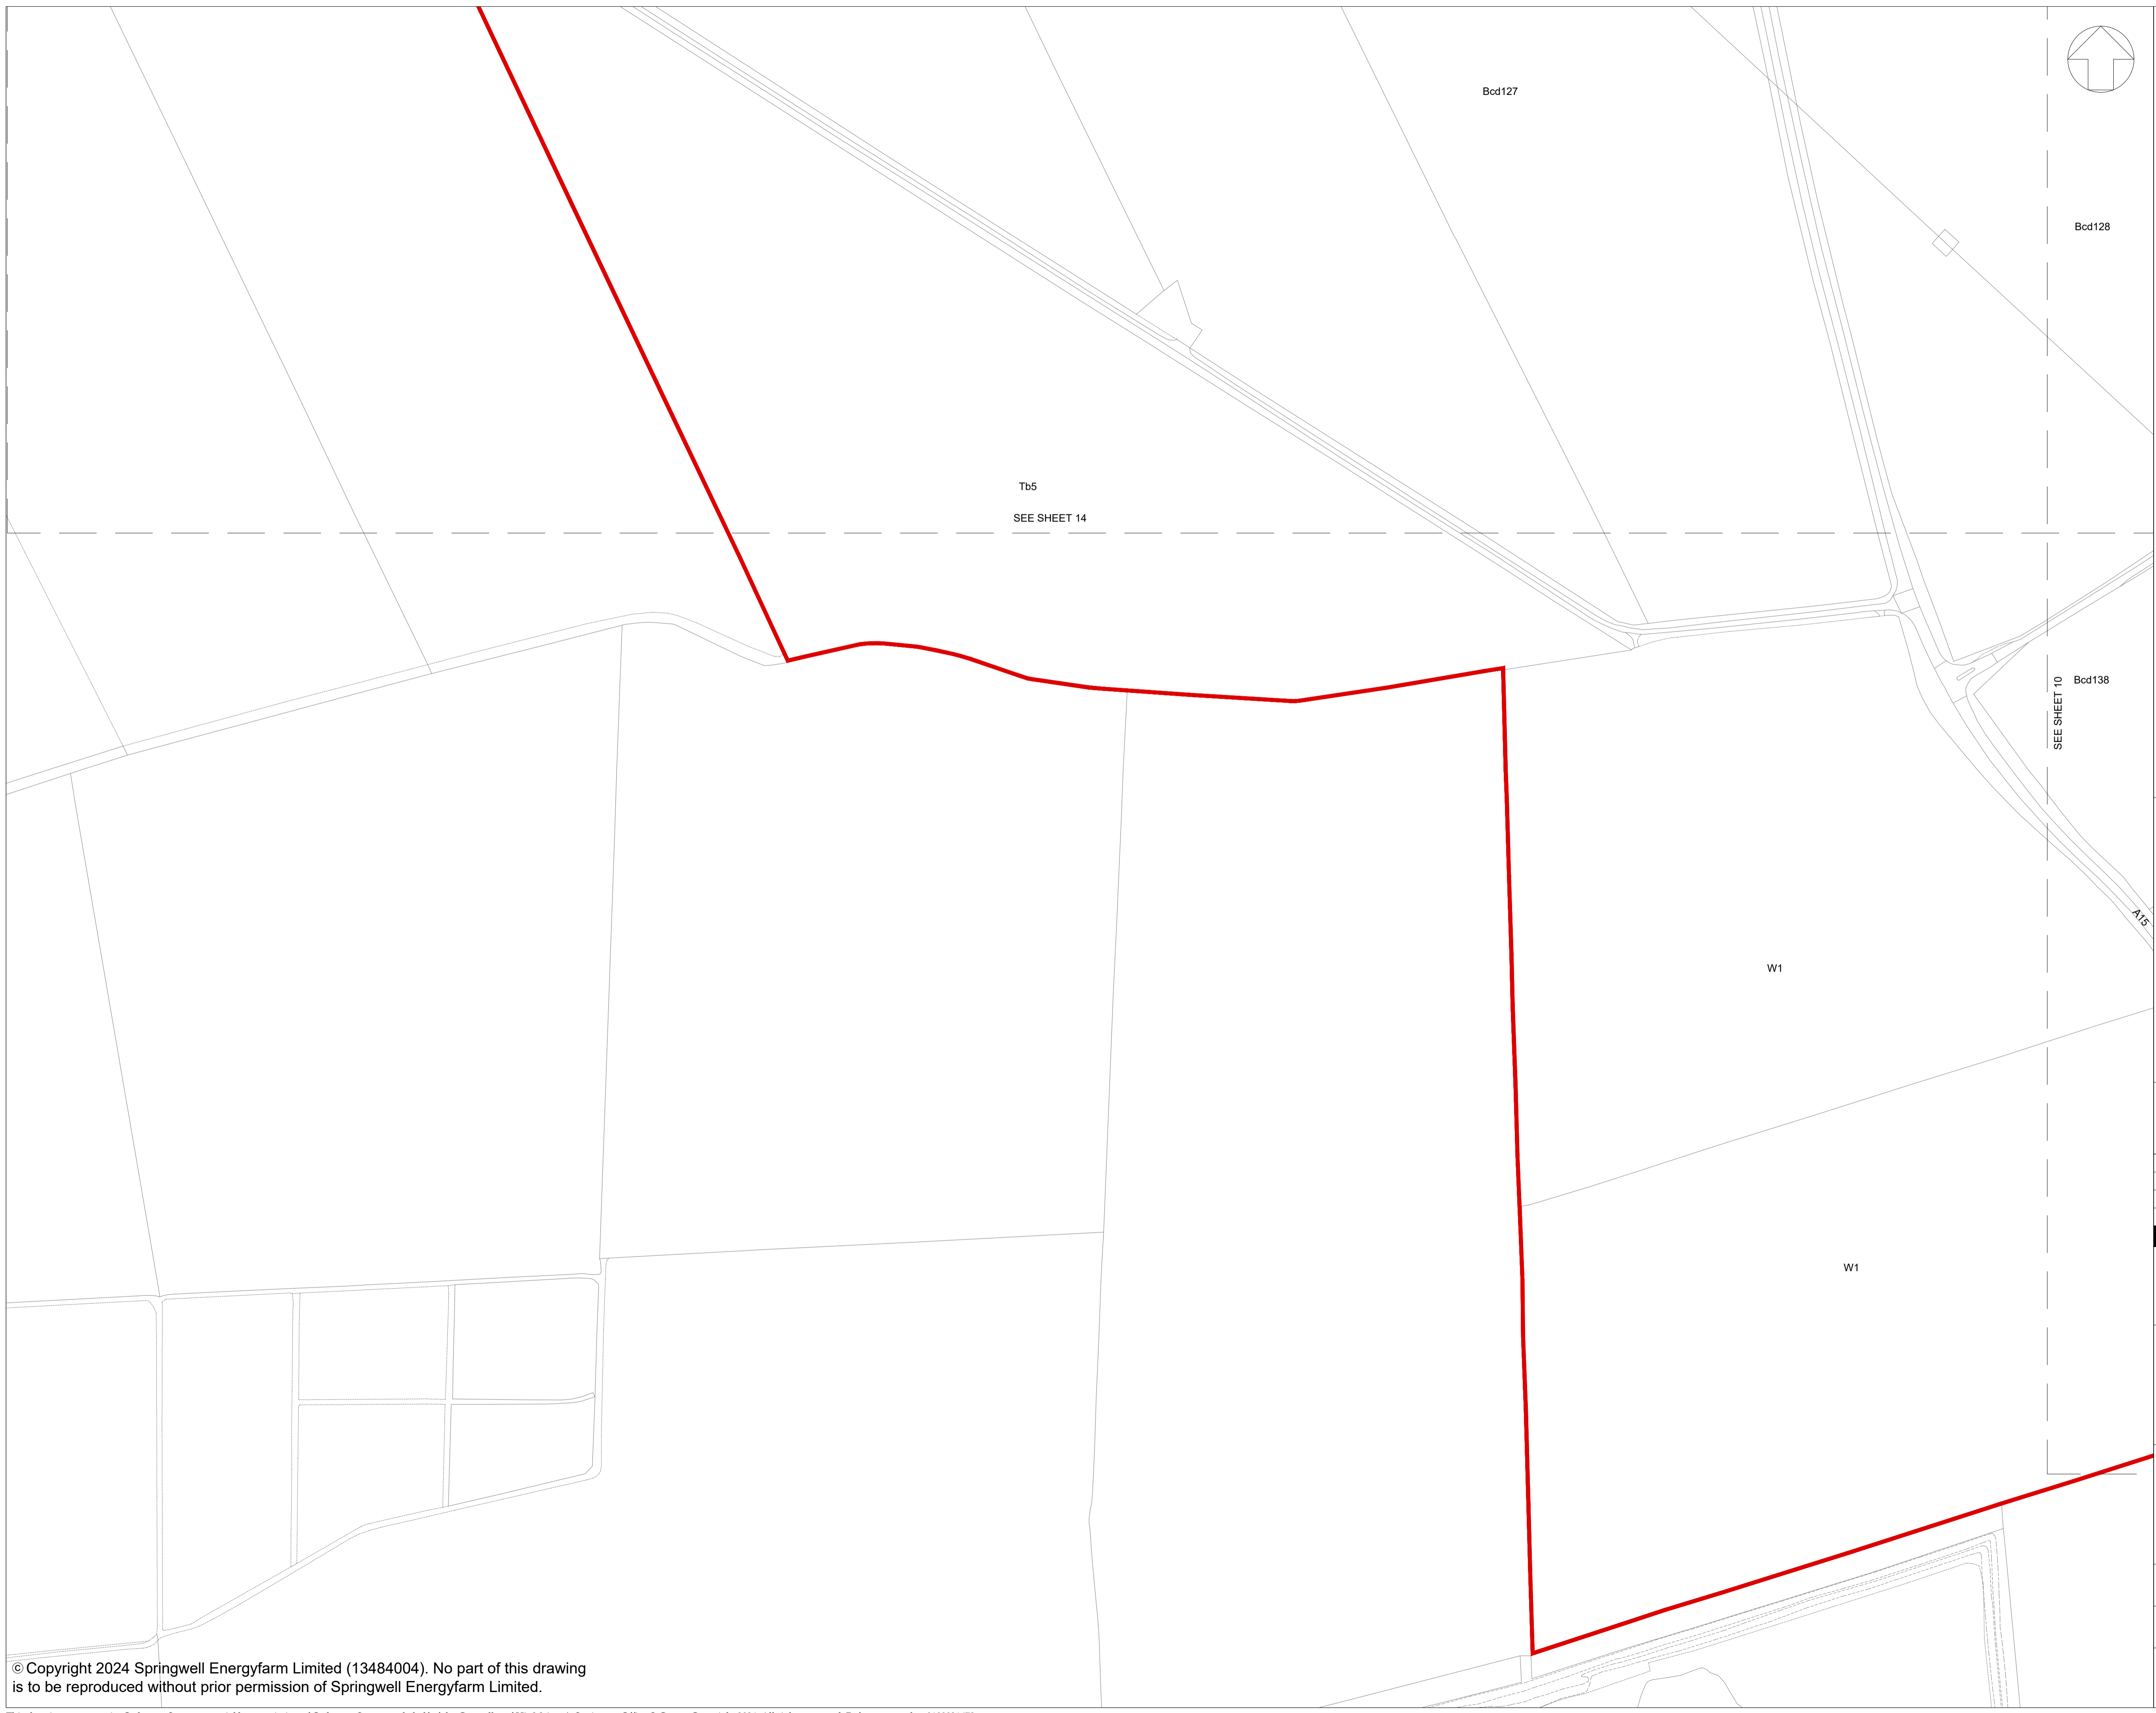 Bcd127
Bcd128
Tb5
SEE SHEET 14
SEE SHEET 10
Bcd138
A15
W1
W1
© Copyright 2024 Springwell Energyfarm Limited (13484004). No part of this drawing
is to be reproduced without prior permission of Springwell Energyfarm Limited.